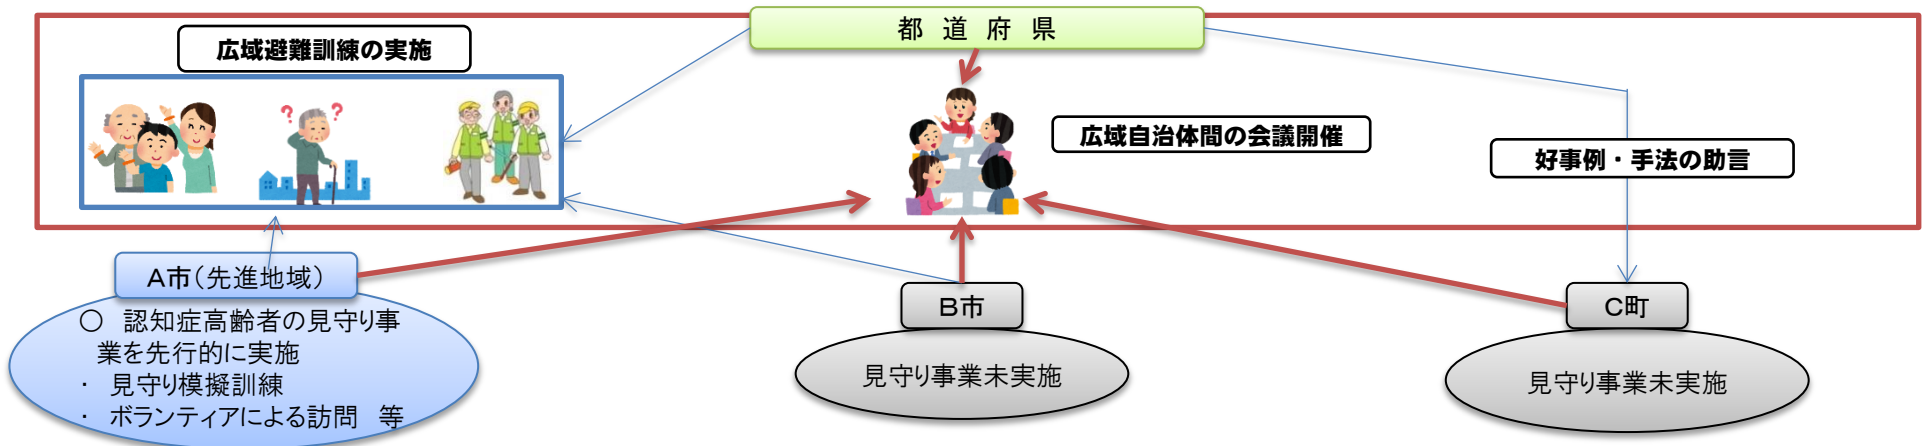 都 道 府 県
広域避難訓練の実施
? ?
広域自治体間の会議開催
好事例・手法の助言
A市(先進地域)
〇 認知症高齢者の見守り事
業を先行的に実施
・ 見守り模擬訓練
・ ボランティアによる訪問 等
B市
見守り事業未実施
C町
見守り事業未実施